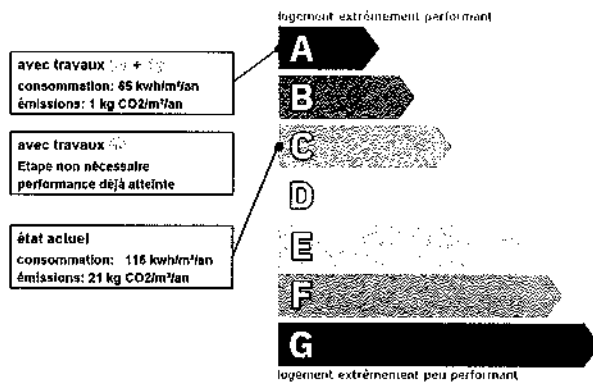 logement extrêmement performant
A
avec travaux +
consommation: 65 kwh/m²/an
émissions: 1 kg CO2/m²/an
B
avec travaux
Etape non nécessaire
performance déjà atteinte
C
D
état actuel
consommation: 116 kwh/m²/an
émissions: 21 kg CO2/m²/an
E
F
G
logement extrêmement peu performant